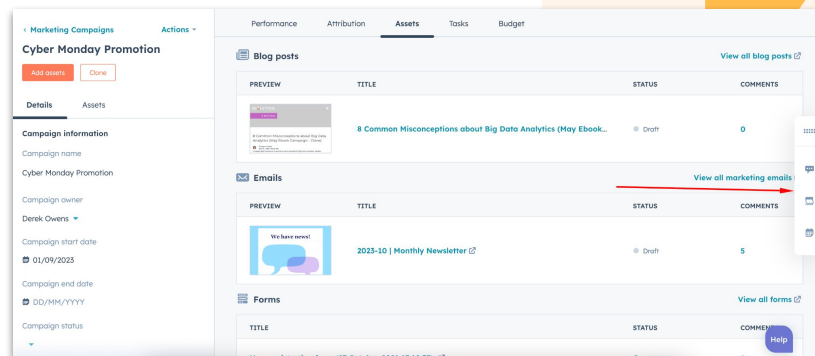 Performance Attribution Assets Tasks Budget
‹ Marketing Campaigns Actions
Cyber Monday Promotion
Add assets Clone
Details Assets
Campaign information
Campaign name
Cyber Monday Promotion
Campaign owner
Derek Owens
Campaign start date
01/09/2023
Campaign end date
DD/MM/YYYY
Campaign status
Blog posts View all blog posts
PREVIEW TITLE STATUS COMMENTS
8 Common Misconceptions about Big Data Analytics (May Ebook... Draft 0
Emails View all marketing emails
PREVIEW TITLE STATUS COMMENTS
We have news!
2023-10 | Monthly Newsletter Draft 5
Forms View all forms
TITLE STATUS
Help